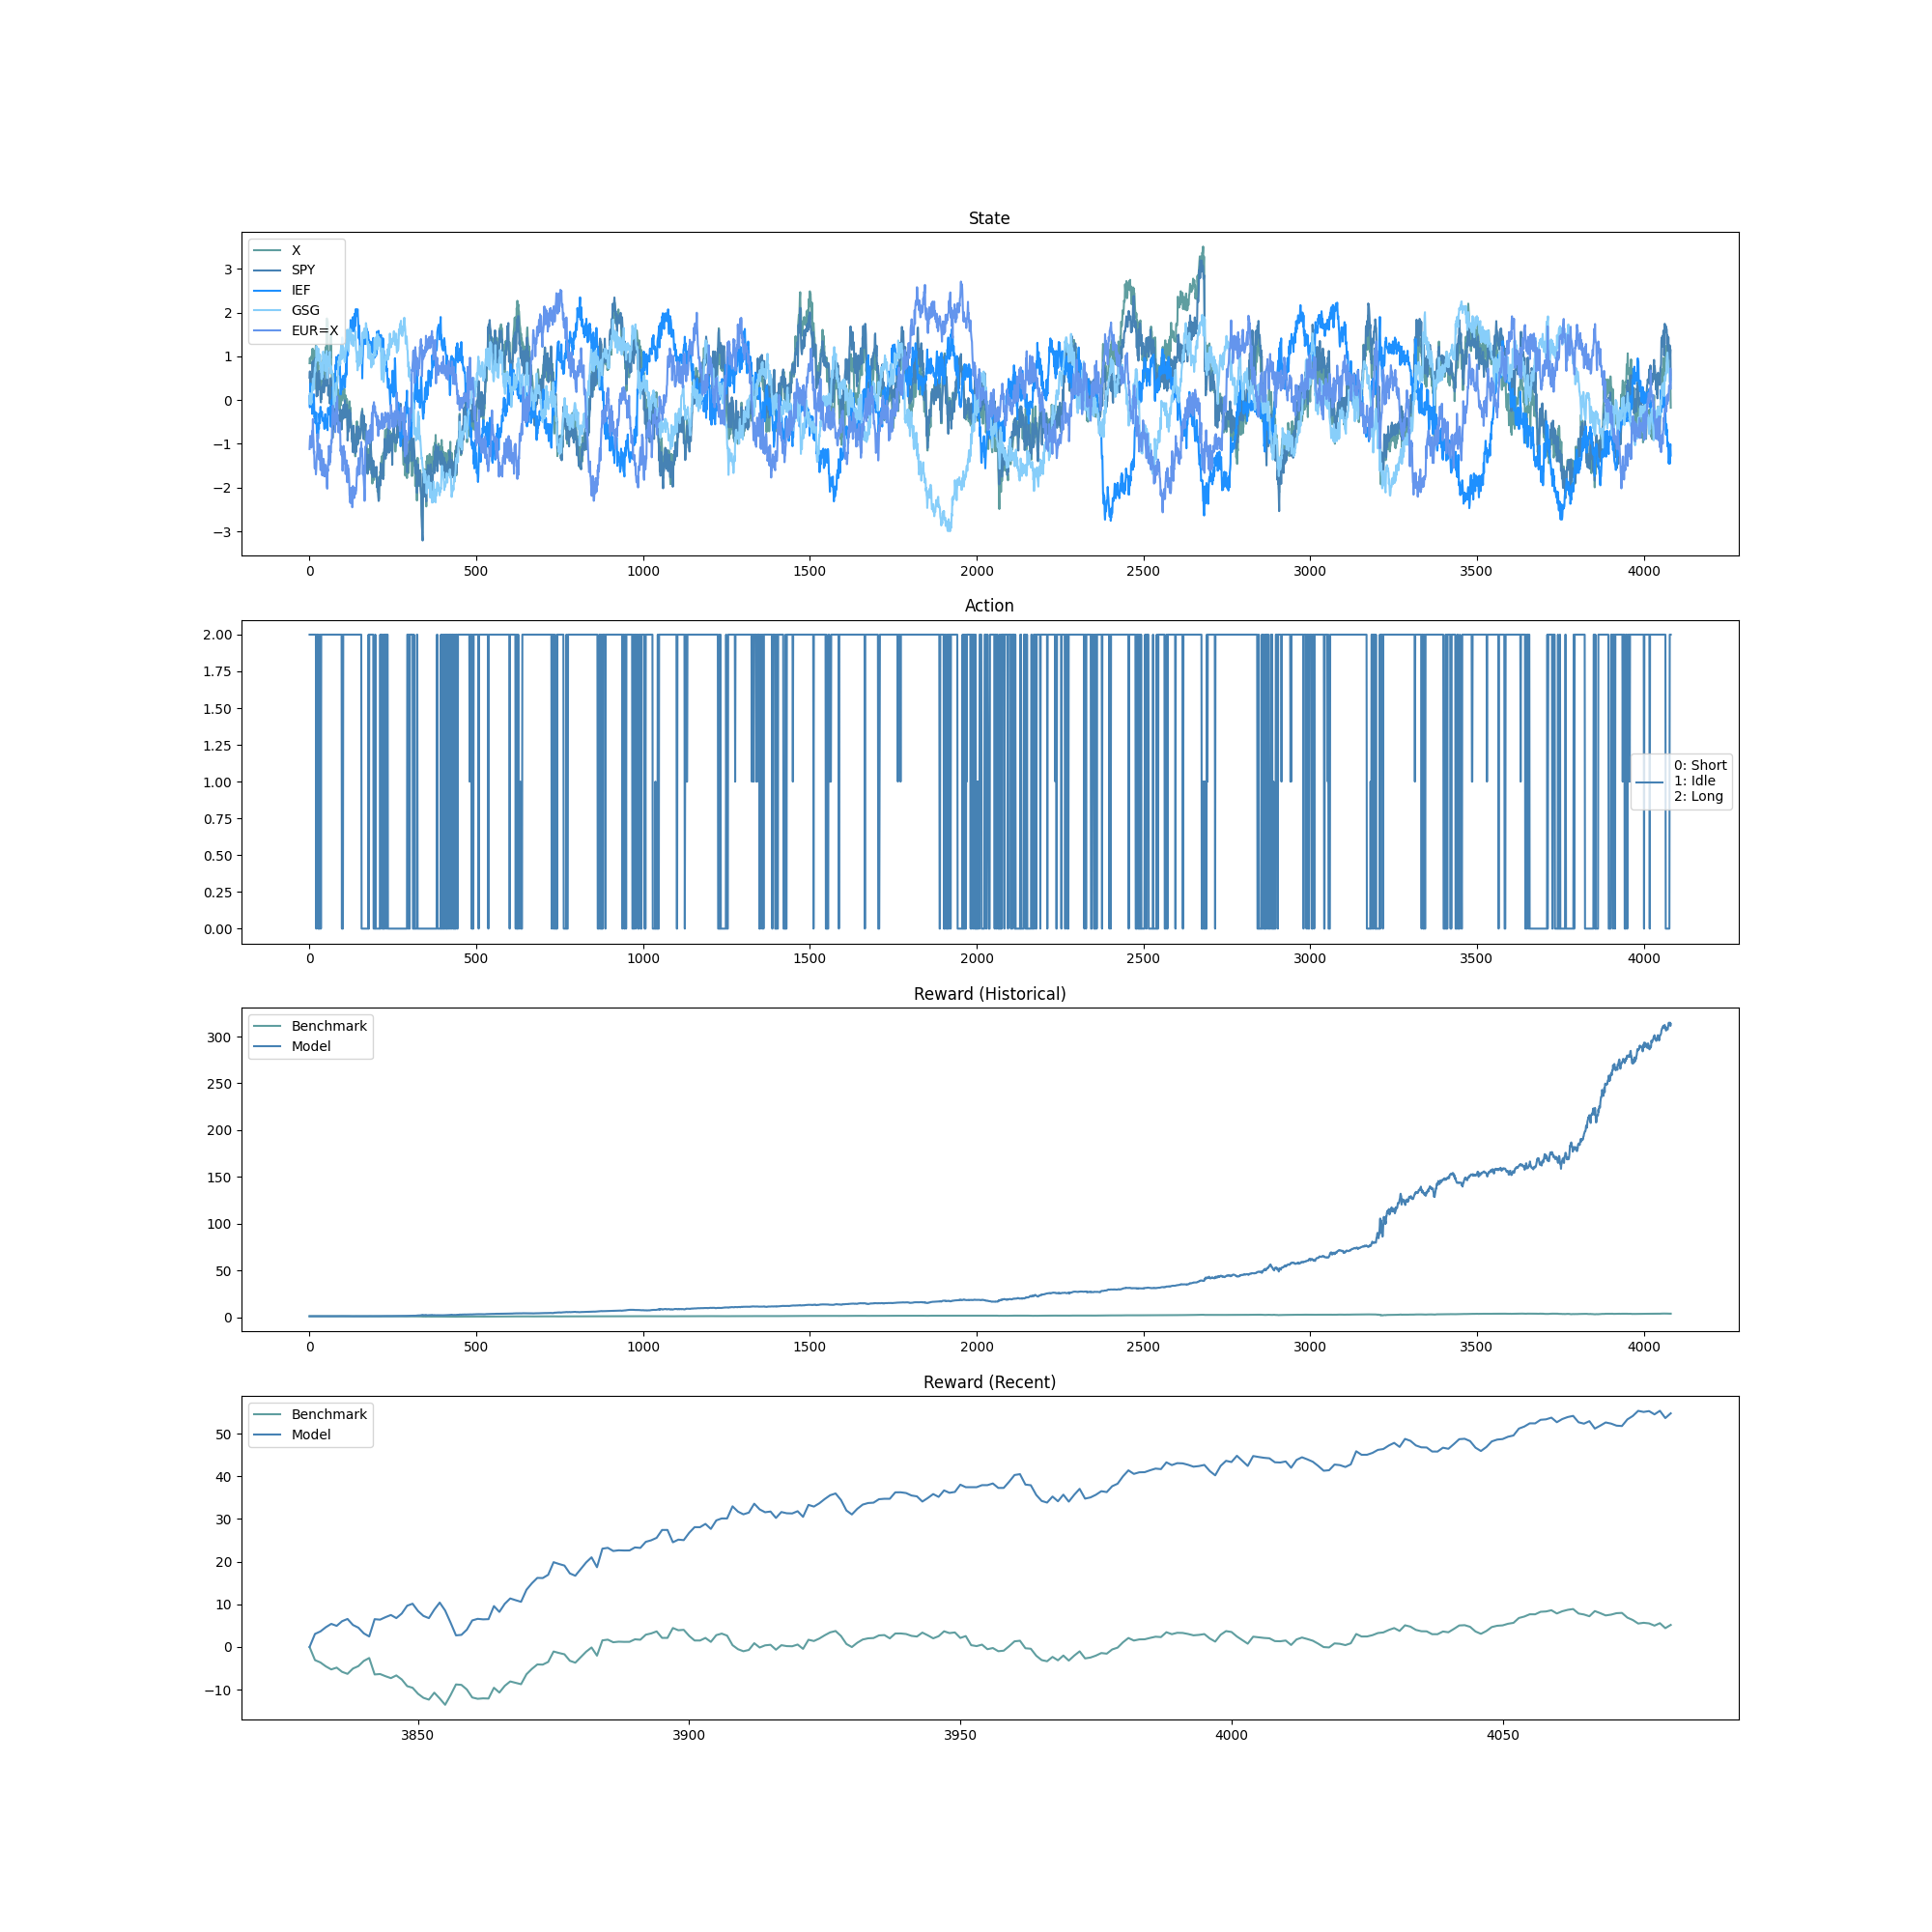 State
X
SPY
IEF
GSG
EUR=X
3
2
1
0
−1
−2
−3
0 500 1000 1500 2000 2500 3000 3500 4000
Action
2.00
1.75
1.50
1.25
1.00
0.75
0.50
0.25
0.00
0: Short
1: Idle
2: Long
0 500 1000 1500 2000 2500 3000 3500 4000
Reward (Historical)
Benchmark
Model
300
250
200
150
100
50
0
0 500 1000 1500 2000 2500 3000 3500 4000
Reward (Recent)
Benchmark
Model
50
40
30
20
10
0
−10
3850 3900 3950 4000 4050